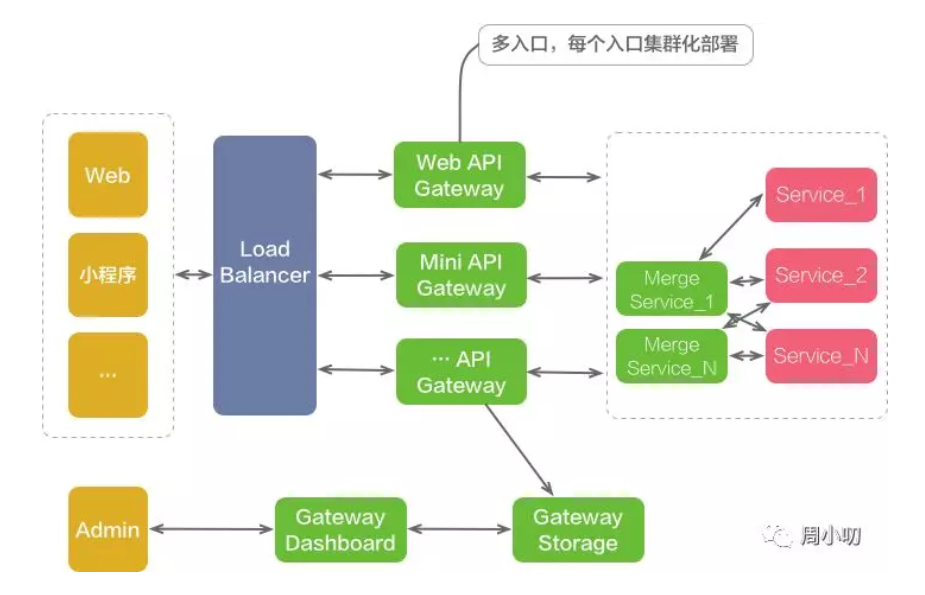 多入口，每个入口集群化部署
Web
小程序
...
Load
Balancer
Web API
Gateway
Mini API
Gateway
··· API
Gateway
Merge
Service_1
Merge
Service_N
Service_1
Service_2
Service_N
Admin
Gateway
Dashboard
Gateway
Storage
周小叨